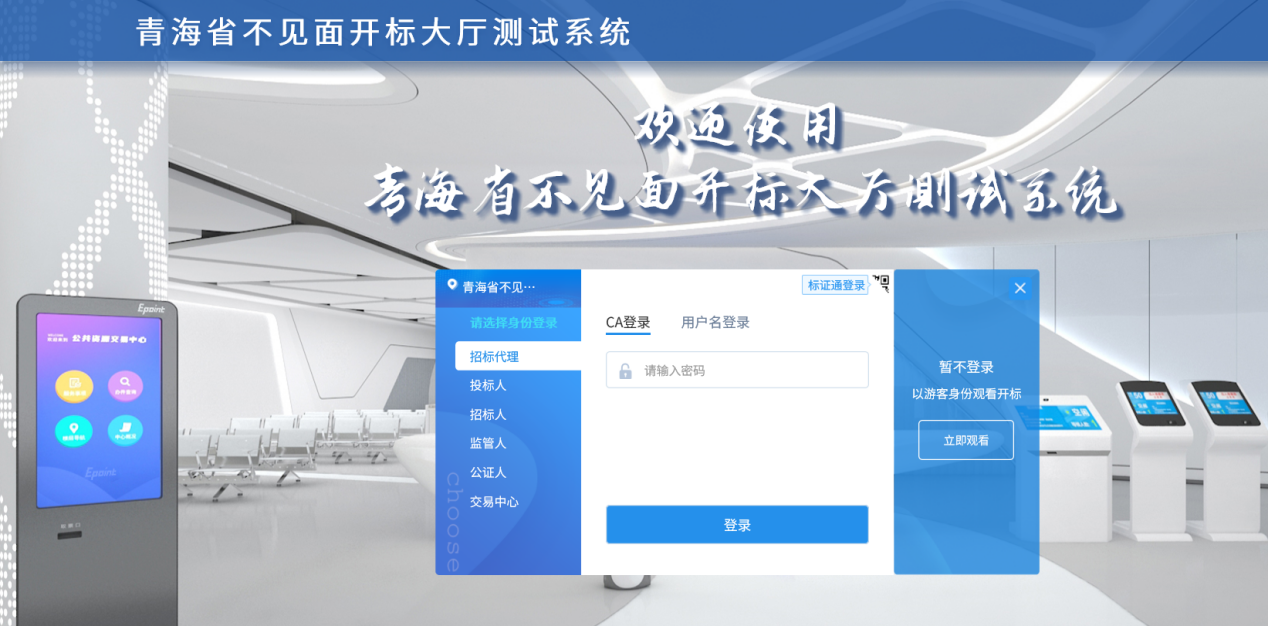 青海省不见面开标大厅测试系统
欢迎使用
青海省不见面开标大厅测试系统
Epoint
公共资源交易中心
Epoint
青海省不见…
请选择身份登录
招标代理
投标人
招标人
监管人
公证人
交易中心
choose
标证通登录
CA登录 用户名登录
请输入密码
登录
暂不登录
以游客身份观看开标
立即观看